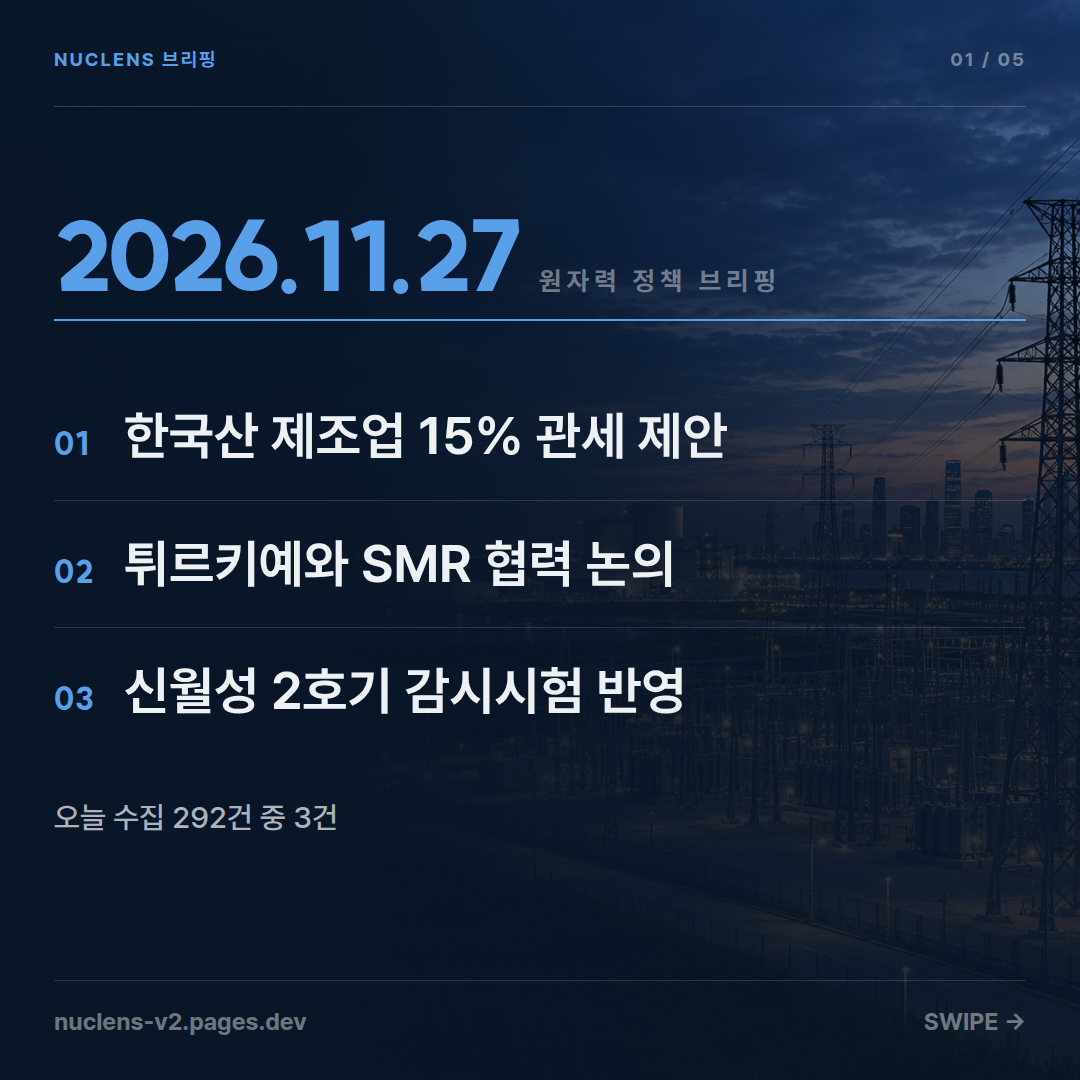 NUCLENS 브리핑
01 / 05
2026.11.27 원자력 정책 브리핑
01 한국산 제조업 15% 관세 제안
02 튀르키예와 SMR 협력 논의
03 신월성 2호기 감시시험 반영
오늘 수집 292건 중 3건
nuclens-v2.pages.dev
SWIPE →